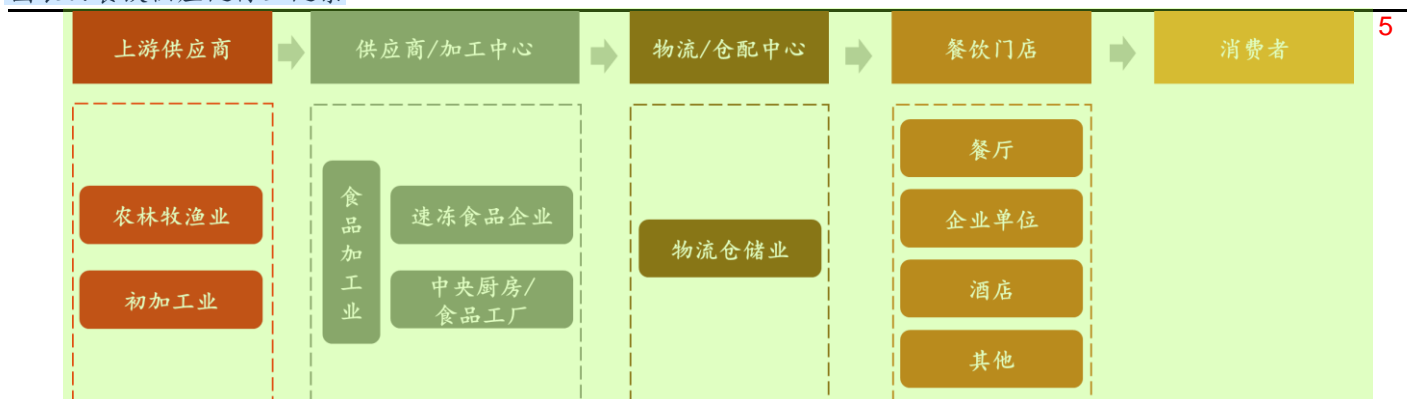 5
上游供应商
供应商/加工中心
物流/仓配中心
餐饮门店
消费者
农林牧渔业
初加工业
食品加工业
速冻食品企业
中央厨房/
食品工厂
物流仓储业
餐厅
企业单位
酒店
其他